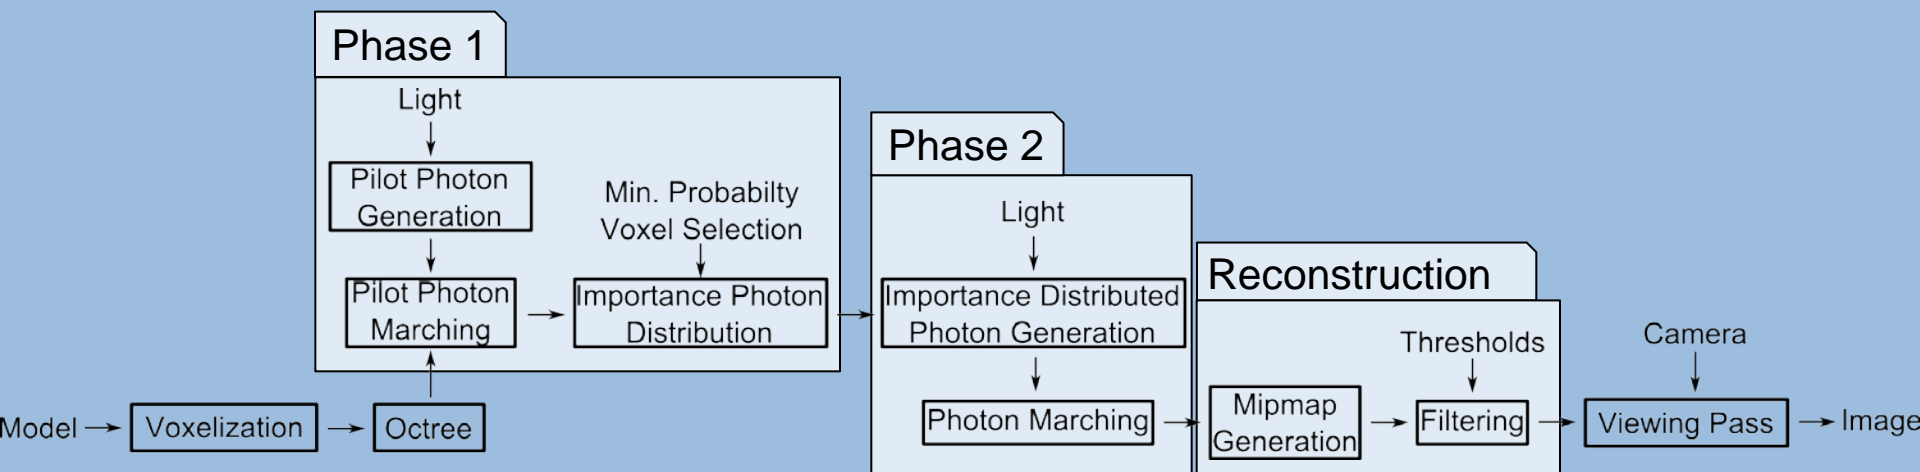 Phase 1
Light
Pilot Photon
Generation
Min. Probabilty
Voxel Selection
Pilot Photon
Marching
Importance Photon
Distribution
Phase 2
Light
Importance Distributed
Photon Generation
Photon Marching
Reconstruction
Thresholds
Mipmap
Generation
Filtering
Model
Voxelization
Octree
Camera
Viewing Pass
Image